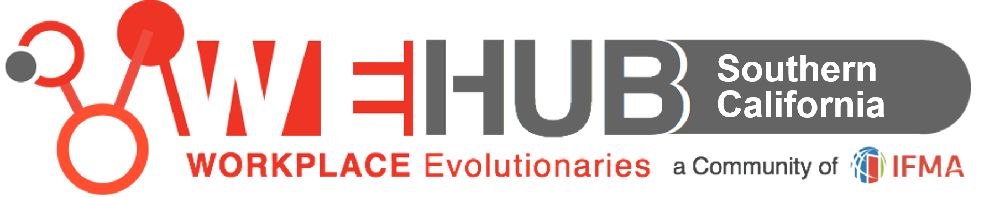 WEHUB
Southern
California
WORKPLACE Evolutionaries a Community of IFMA